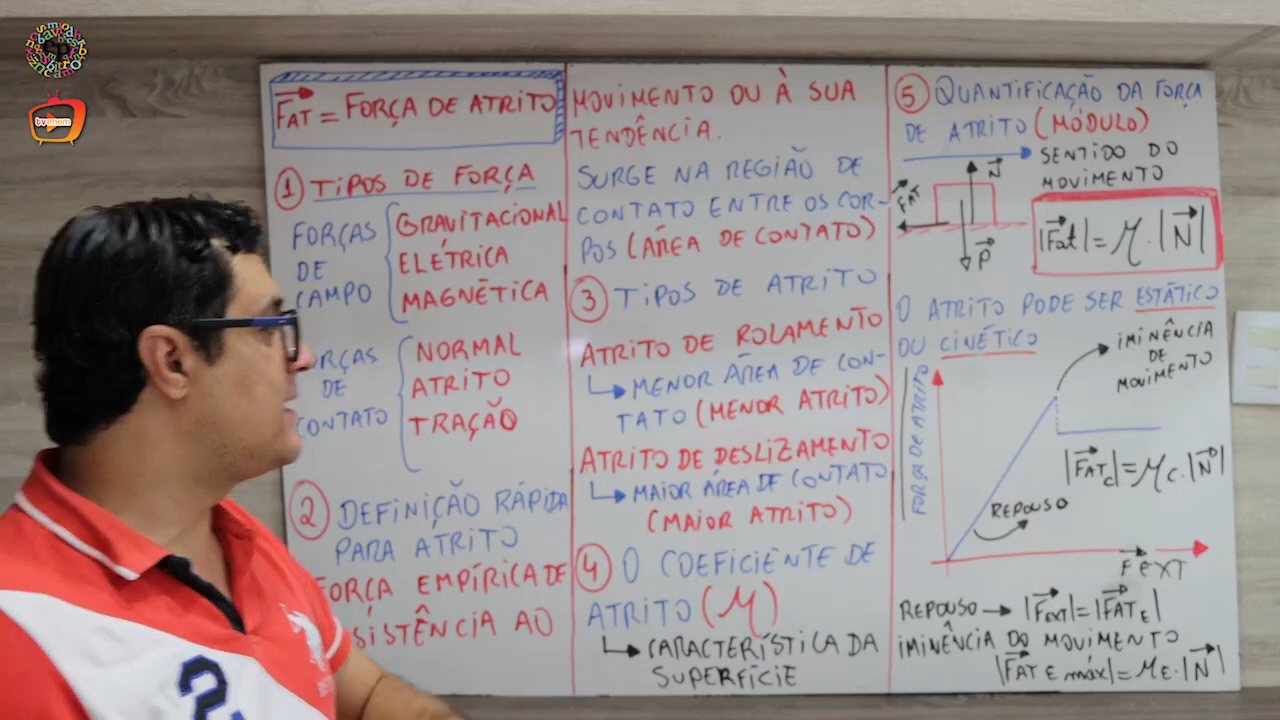 tvenem
FAT = FORÇA DE ATRITO
1 TIPOS DE FORÇA
FORÇAS DE CAMPO
GRAVITACIONAL
ELÉTRICA
MAGNÉTICA
ORÇAS DE CONTATO
NORMAL
ATRITO
TRAÇÃO
2 DEFINIÇÃO RÁPIDA
PARA ATRITO
FORÇA EMPÍRICA DE
SISTÊNCIA AO
MOVIMENTO OU À SUA
TENDÊNCIA.
SURGE NA REGIÃO DE
CONTATO ENTRE OS COR-
POS (ÁREA DE CONTATO)
3 TIPOS DE ATRITO
ATRITO DE ROLAMENTO
↳ MENOR ÁREA DE CON-
TATO (MENOR ATRITO)
ATRITO DE DESLIZAMENTO
↳ MAIOR ÁREA DE CONTATO
(MAIOR ATRITO)
4 O COEFICIENTE DE
ATRITO (μ)
↳ CARACTERÍSTICA DA
SUPERFÍCIE
5 QUANTIFICAÇÃO DA FORÇA
DE ATRITO (MÓDULO)
SENTIDO DO
MOVIMENTO
FAT
N
P
|Fat| = μ . |N|
O ATRITO PODE SER ESTÁTICO
OU CINÉTICO
FORÇA DE ATRITO
IMINÊNCIA
DE
MOVIMENTO
|FATc| = μc . |N|
REPOUSO
FEXT
REPOUSO → |Fext| = |FATE|
IMINÊNCIA DO MOVIMENTO
|FAT E máx| = μE . |N|